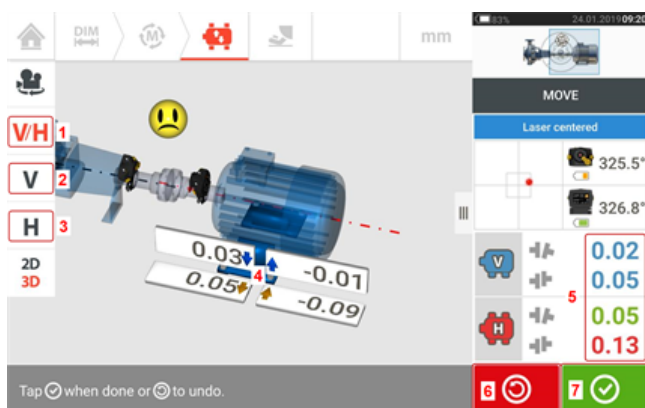 DIM
M
mm
83%
24.01.2019 09:20
MOVE
Laser centered
325.5°
326.8°
V/H 1
V 2
H 3
2D
3D
0.03
-0.01
4
0.05
-0.09
V
0.02
0.05
5
H
0.05
0.13
Tap when done or to undo.
6
7